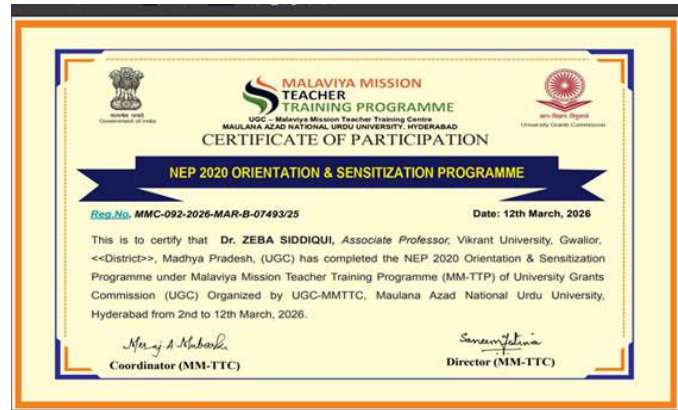 MALAVIYA MISSION
TEACHER
TRAINING PROGRAMME
Government of India
UGC – Malaviya Mission Teacher Training Centre
MAULANA AZAD NATIONAL URDU UNIVERSITY. HYDERABAD
University Grants Commission
CERTIFICATE OF PARTICIPATION
NEP 2020 ORIENTATION & SENSITIZATION PROGRAMME
Reg.No. MMC-092-2026-MAR-B-07493/25
Date: 12th March, 2026
This is to certify that Dr. ZEBA SIDDIQUI, Associate Professor, Vikrant University, Gwalior,
<<District>>, Madhya Pradesh, (UGC) has completed the NEP 2020 Orientation & Sensitization
Programme under Malaviya Mission Teacher Training Programme (MM-TTP) of University Grants
Commission (UGC) Organized by UGC-MMTTC, Maulana Azad National Urdu University,
Hyderabad from 2nd to 12th March, 2026.
Coordinator (MM-TTC)
Director (MM-TTC)